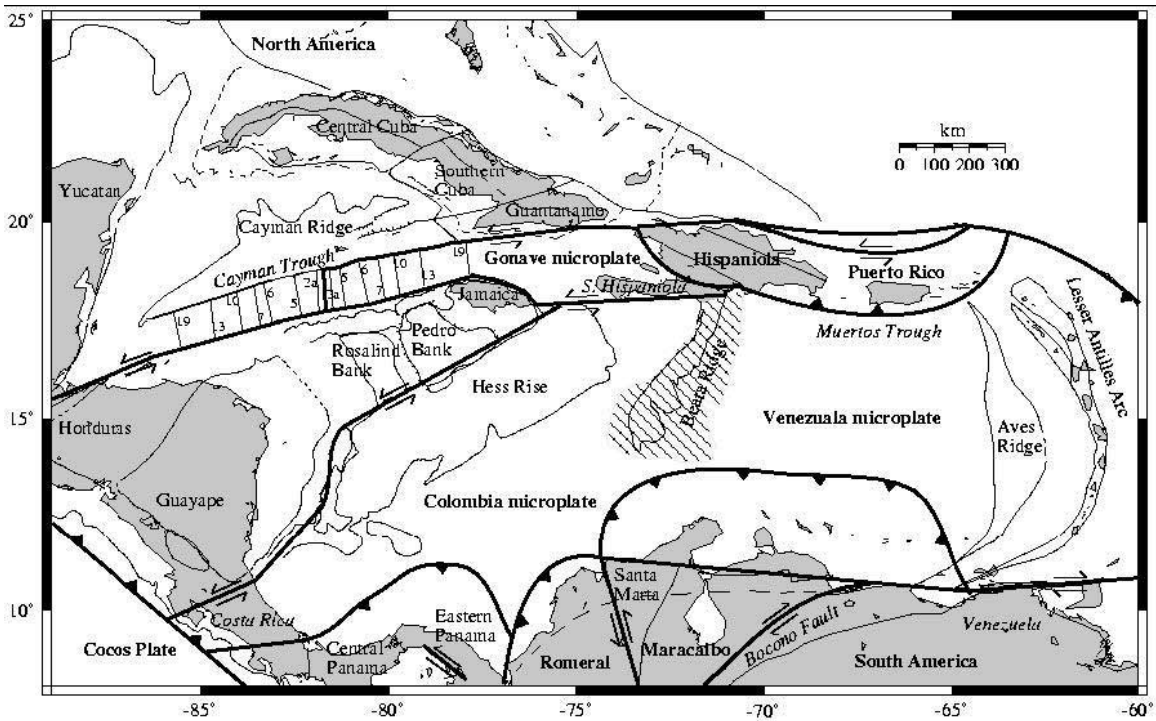 25°
North America
km
0 100 200 300
Central Cuba
Yucatan
Southern
Cuba
Guantanamo
20°
Cayman Ridge
Cayman Trough
Gonave microplate
Hispaniola
Puerto Rico
19
13
10
7
6
5
2a
2a
5
6
7
10
13
19
S. Hispaniola
Jamaica
Lesser Antilles Arc
Muertos Trough
Pedro
Bank
Rosalind
Bank
Hess Rise
Beata Ridge
15°
Honduras
Venezuala microplate
Aves
Ridge
Guayape
Colombia microplate
Santa
Marta
10°
Costa Rica
Eastern
Panama
Central
Panama
Cocos Plate
Romeral
Maracaibo
Bocono Fault
Venezuela
South America
-85°
-80°
-75°
-70°
-65°
-60°